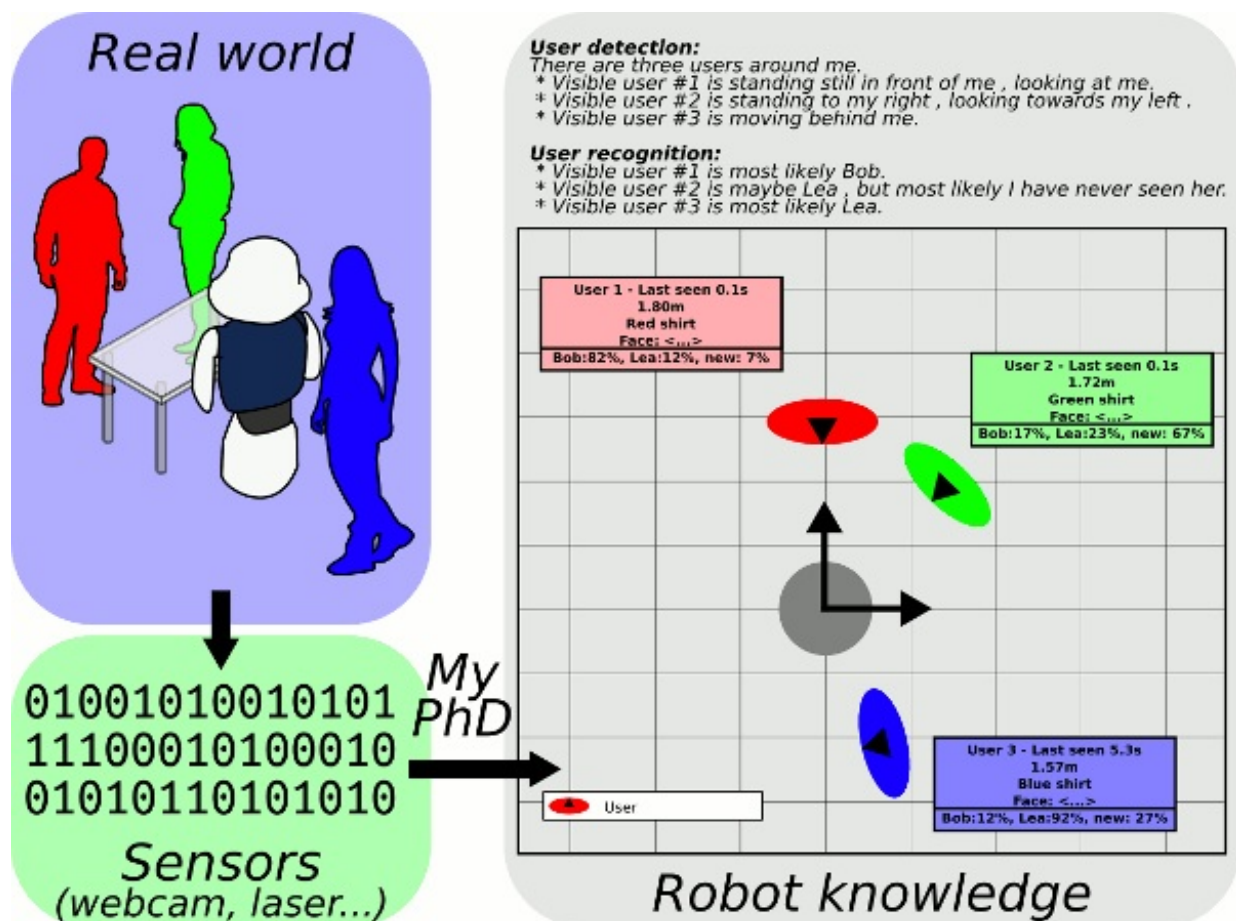 Real world
01001010010101
11100010100010
01010110101010
Sensors
(webcam, laser...)
My
PhD
User detection:
There are three users around me.
* Visible user #1 is standing still in front of me , looking at me.
* Visible user #2 is standing to my right , looking towards my left .
* Visible user #3 is moving behind me.
User recognition:
* Visible user #1 is most likely Bob.
* Visible user #2 is maybe Lea , but most likely I have never seen her.
* Visible user #3 is most likely Lea.
User 1 - Last seen 0.1s
1.80m
Red shirt
Face: <...>
Bob:82%, Lea:12%, new: 7%
User 2 - Last seen 0.1s
1.72m
Green shirt
Face: <...>
Bob:17%, Lea:23%, new: 67%
User 3 - Last seen 5.3s
1.57m
Blue shirt
Face: <...>
Bob:12%, Lea:92%, new: 27%
User
Robot knowledge